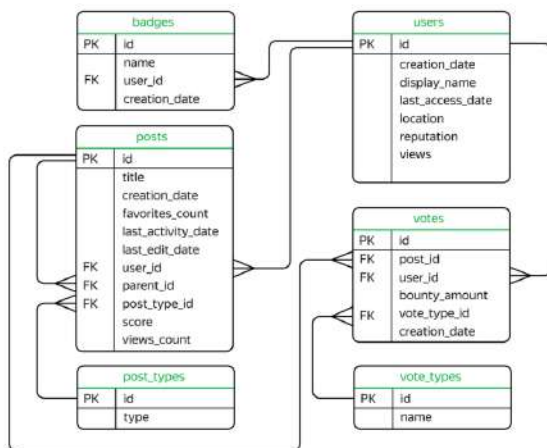 badges
PK id
name
FK user_id
creation_date
users
PK id
creation_date
display_name
last_access_date
location
reputation
views
posts
PK id
title
creation_date
favorites_count
last_activity_date
last_edit_date
FK user_id
FK parent_id
FK post_type_id
score
views_count
votes
PK id
FK post_id
FK user_id
bounty_amount
FK vote_type_id
creation_date
post_types
PK id
type
vote_types
PK id
name